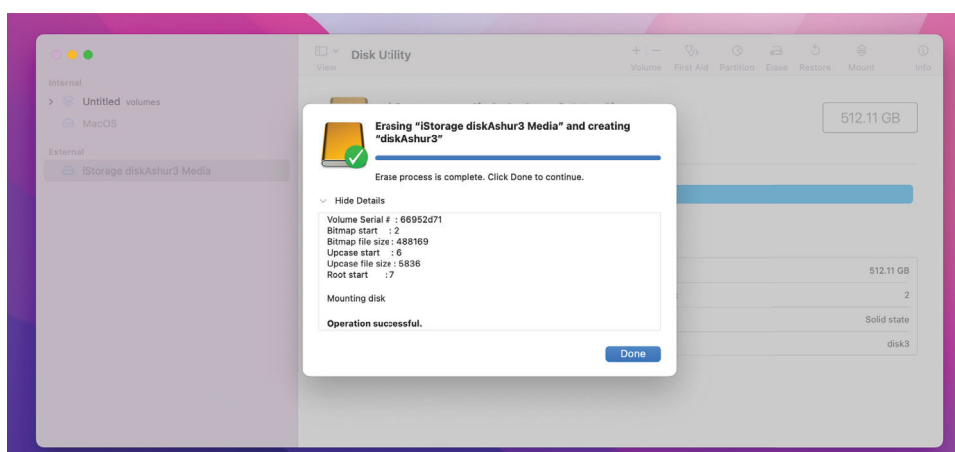 Disk Utility
View
Volume First Aid Partition Erase Restore Mount Info
Internal
Untitled volumes
MacOS
External
iStorage diskAshur3 Media
512.11 GB
Erasing “iStorage diskAshur3 Media” and creating
“diskAshur3”
Erase process is complete. Click Done to continue.
Hide Details
Volume Serial # : 66952d71
Bitmap start : 2
Bitmap file size : 488169
Upcase start : 6
Upcase file size : 5836
Root start :7
Mounting disk
Operation successful.
Done
512.11 GB
2
Solid state
disk3